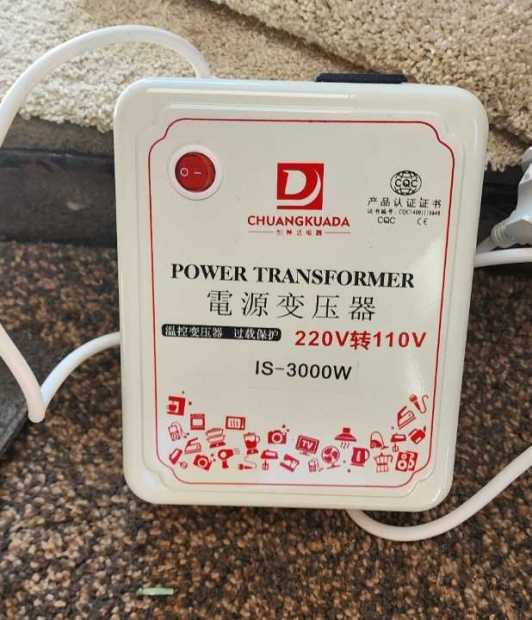 CHUANGKUADA
产品认证证书
CQC
CE
POWER TRANSFORMER
電源变压器
温控变压器 过载保护
220V转110V
IS-3000W
TV